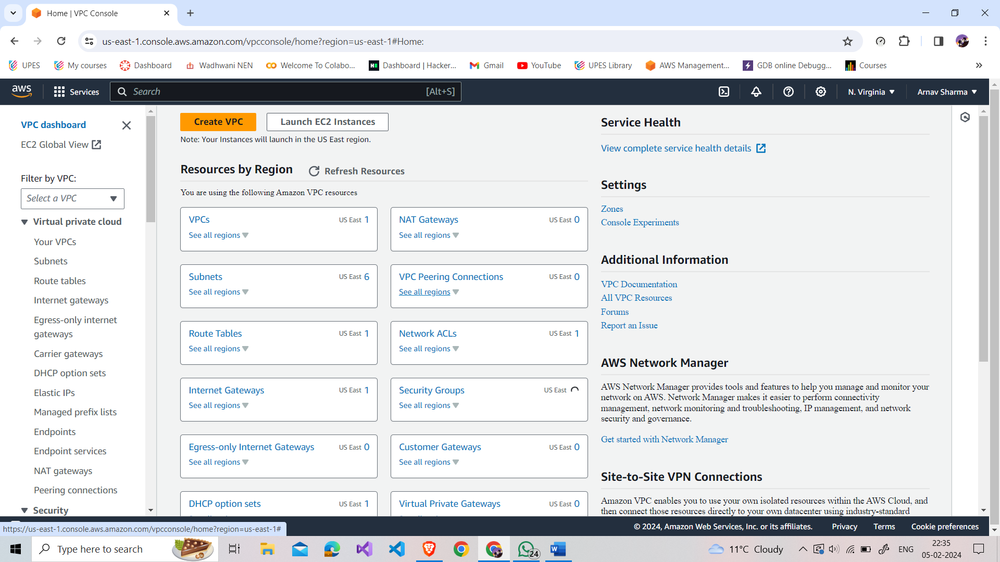 Home | VPC Console
us-east-1.console.aws.amazon.com/vpcconsole/home?region=us-east-1#Home:
UPES
My courses
Dashboard
Wadhwani NEN
Welcome To Colabo...
Dashboard | Hacker...
Gmail
YouTube
UPES Library
AWS Management...
GDB online Debugg...
Courses
aws
Services
Search
[Alt+S]
N. Virginia
Arnav Sharma
VPC dashboard
EC2 Global View
Filter by VPC:
Select a VPC
Virtual private cloud
Your VPCs
Subnets
Route tables
Internet gateways
Egress-only internet
gateways
Carrier gateways
DHCP option sets
Elastic IPs
Managed prefix lists
Endpoints
Endpoint services
NAT gateways
Peering connections
Security
Create VPC
Launch EC2 Instances
Note: Your Instances will launch in the US East region.
Resources by Region
Refresh Resources
You are using the following Amazon VPC resources
VPCs US East 1
See all regions
NAT Gateways US East 0
See all regions
Subnets US East 6
See all regions
VPC Peering Connections US East 0
See all regions
Route Tables US East 1
See all regions
Network ACLs US East 1
See all regions
Internet Gateways US East 1
See all regions
Security Groups US East
See all regions
Egress-only Internet Gateways US East 0
See all regions
Customer Gateways US East 0
See all regions
DHCP option sets US East 1
Virtual Private Gateways US East 0
Service Health
View complete service health details
Settings
Zones
Console Experiments
Additional Information
VPC Documentation
All VPC Resources
Forums
Report an Issue
AWS Network Manager
AWS Network Manager provides tools and features to help you manage and monitor your
network on AWS. Network Manager makes it easier to perform connectivity
management, network monitoring and troubleshooting, IP management, and network
security and governance.
Get started with Network Manager
Site-to-Site VPN Connections
Amazon VPC enables you to use your own isolated resources within the AWS Cloud, and
then connect those resources directly to your own datacenter using industry-standard
https://us-east-1.console.aws.amazon.com/vpcconsole/home?region=us-east-1#
© 2024, Amazon Web Services, Inc. or its affiliates.
Privacy
Terms
Cookie preferences
Type here to search
24
11°C Cloudy
ENG
22:35
05-02-2024